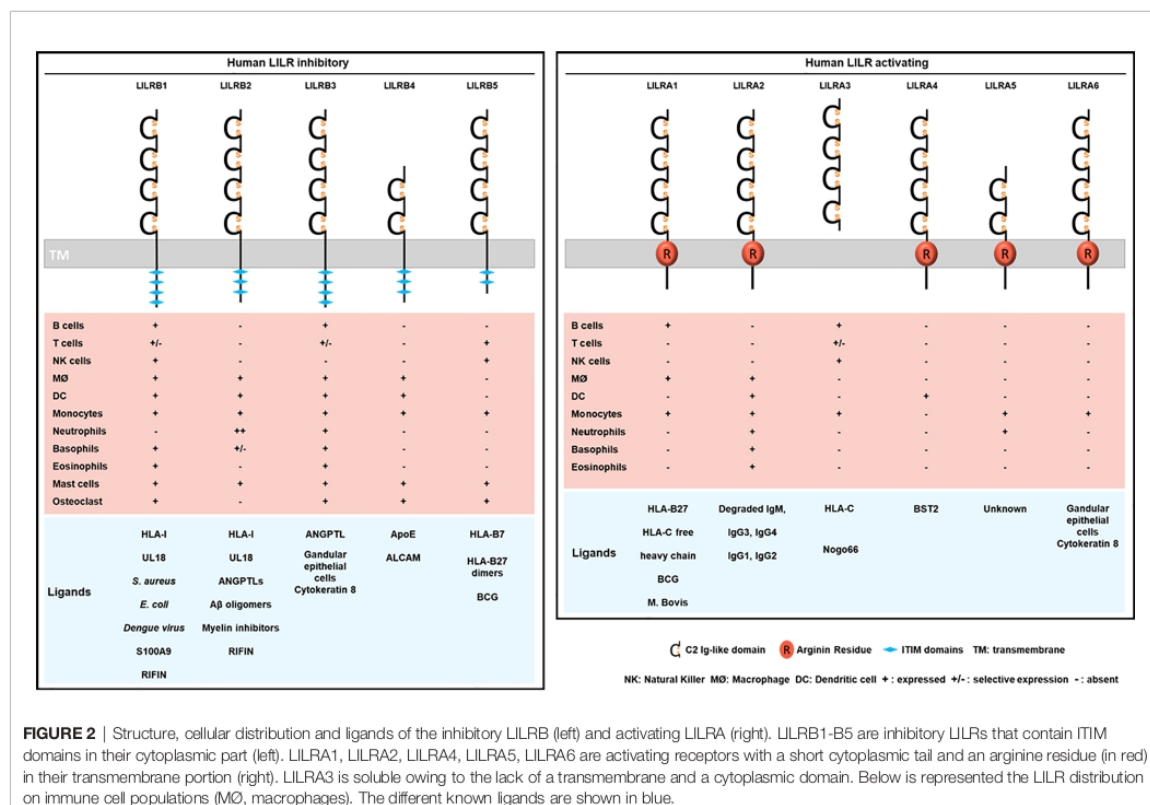 Human LILR inhibitory
LILRB1 LILRB2 LILRB3 LILRB4 LILRB5
TM
B cells + - + - -
T cells +/- - +/- - +
NK cells + - - - +
MØ + + + + -
DC + + + + -
Monocytes + + + + +
Neutrophils - ++ + - -
Basophils + +/- + - -
Eosinophils + - + - -
Mast cells + + + + +
Osteoclast + - + + +
Ligands
HLA-I
UL18
S. aureus
E. coli
Dengue virus
S100A9
RIFIN
HLA-I
UL18
ANGPTLs
Aβ oligomers
Myelin inhibitors
RIFIN
ANGPTL
Gandular
epithelial
cells
Cytokeratin 8
ApoE
ALCAM
HLA-B7
HLA-B27
dimers
BCG
Human LILR activating
LILRA1 LILRA2 LILRA3 LILRA4 LILRA5 LILRA6
R R R R R
B cells + - + - - -
T cells - - +/- - - -
NK cells - - + - - -
MØ + + - - - -
DC - + - + - -
Monocytes + + + - + +
Neutrophils - + - - + -
Basophils - + - - - -
Eosinophils - + - - - -
Ligands
HLA-B27
HLA-C free
heavy chain
BCG
M. Bovis
Degraded IgM,
IgG3, IgG4
IgG1, IgG2
HLA-C
Nogo66
BST2
Unknown
Gandular
epithelial
cells
Cytokeratin 8
C2 Ig-like domain R Arginin Residue ITIM domains TM: transmembrane
NK: Natural Killer MØ: Macrophage DC: Dendritic cell + : expressed +/- : selective expression - : absent
FIGURE 2 | Structure, cellular distribution and ligands of the inhibitory LILRB (left) and activating LILRA (right). LILRB1-B5 are inhibitory LILRs that contain ITIM
domains in their cytoplasmic part (left). LILRA1, LILRA2, LILRA4, LILRA5, LILRA6 are activating receptors with a short cytoplasmic tail and an arginine residue (in red)
in their transmembrane portion (right). LILRA3 is soluble owing to the lack of a transmembrane and a cytoplasmic domain. Below is represented the LILR distribution
on immune cell populations (MØ, macrophages). The different known ligands are shown in blue.